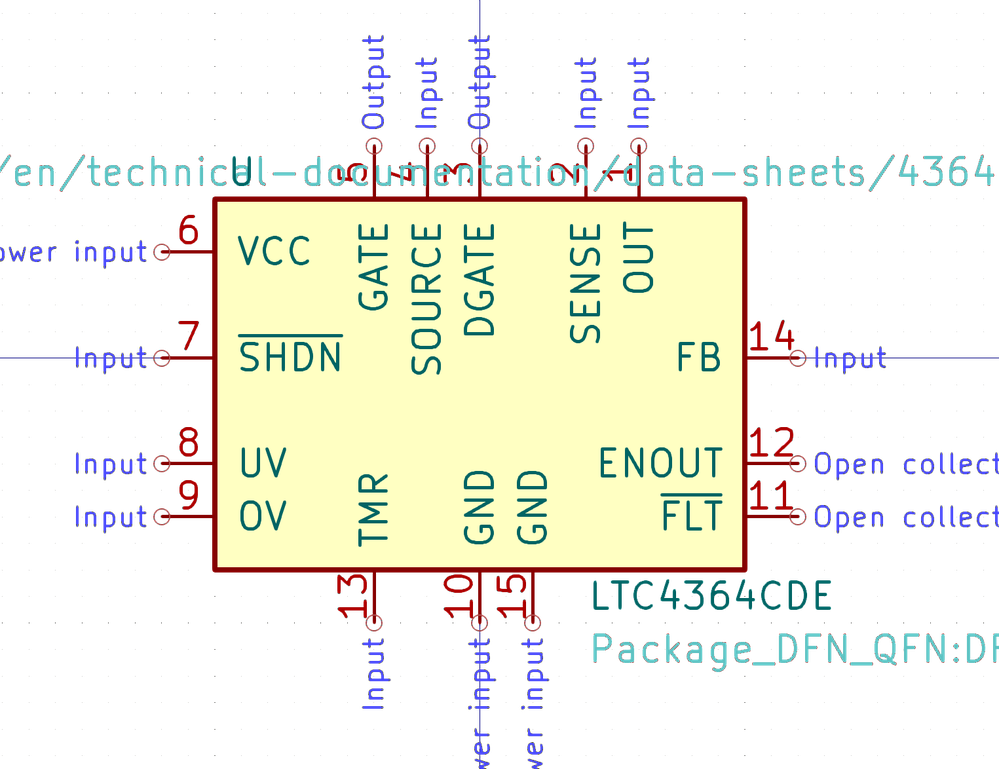 Output
Input
Output
Input
Input
5
4
3
2
1
/en/technical-documentation/data-sheets/4364
U
GATE
SOURCE
DGATE
SENSE
OUT
ower input
6
VCC
Input
7
SHDN
FB
14
Input
Input
8
UV
ENOUT
12
Open collect
Input
9
OV
FLT
11
Open collect
TMR
GND
GND
13
10
15
LTC4364CDE
Package_DFN_QFN:DF
Input
wer input
wer input